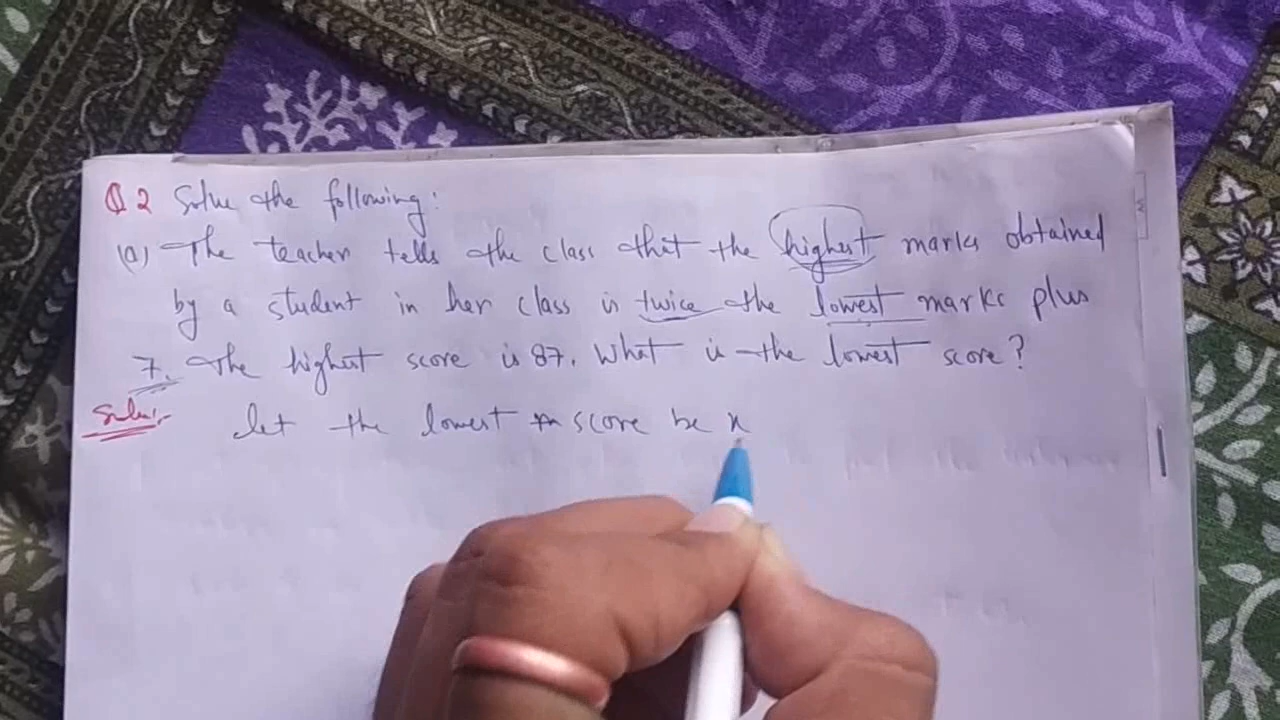 Q2 Solve the following:
(a) The teacher tells the class that the highest marks obtained
by a student in her class is twice the lowest marks plus
7. The highest score is 87. What is the lowest score?
Soln:- let the lowest score be x